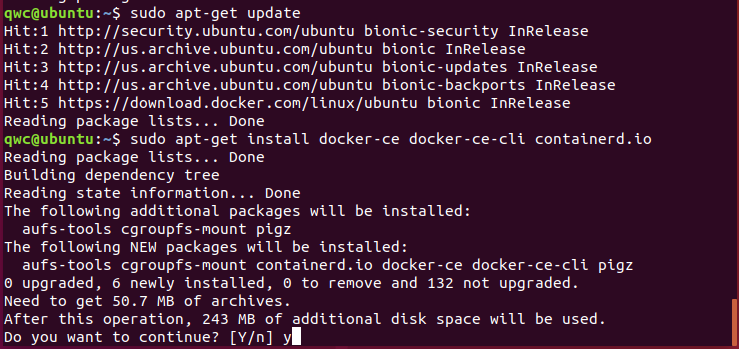 qwc@ubuntu:~$ sudo apt-get update
Hit:1 http://security.ubuntu.com/ubuntu bionic-security InRelease
Hit:2 http://us.archive.ubuntu.com/ubuntu bionic InRelease
Hit:3 http://us.archive.ubuntu.com/ubuntu bionic-updates InRelease
Hit:4 http://us.archive.ubuntu.com/ubuntu bionic-backports InRelease
Hit:5 https://download.docker.com/linux/ubuntu bionic InRelease
Reading package lists... Done
qwc@ubuntu:~$ sudo apt-get install docker-ce docker-ce-cli containerd.io
Reading package lists... Done
Building dependency tree
Reading state information... Done
The following additional packages will be installed:
  aufs-tools cgroupfs-mount pigz
The following NEW packages will be installed:
  aufs-tools cgroupfs-mount containerd.io docker-ce docker-ce-cli pigz
0 upgraded, 6 newly installed, 0 to remove and 132 not upgraded.
Need to get 50.7 MB of archives.
After this operation, 243 MB of additional disk space will be used.
Do you want to continue? [Y/n] y